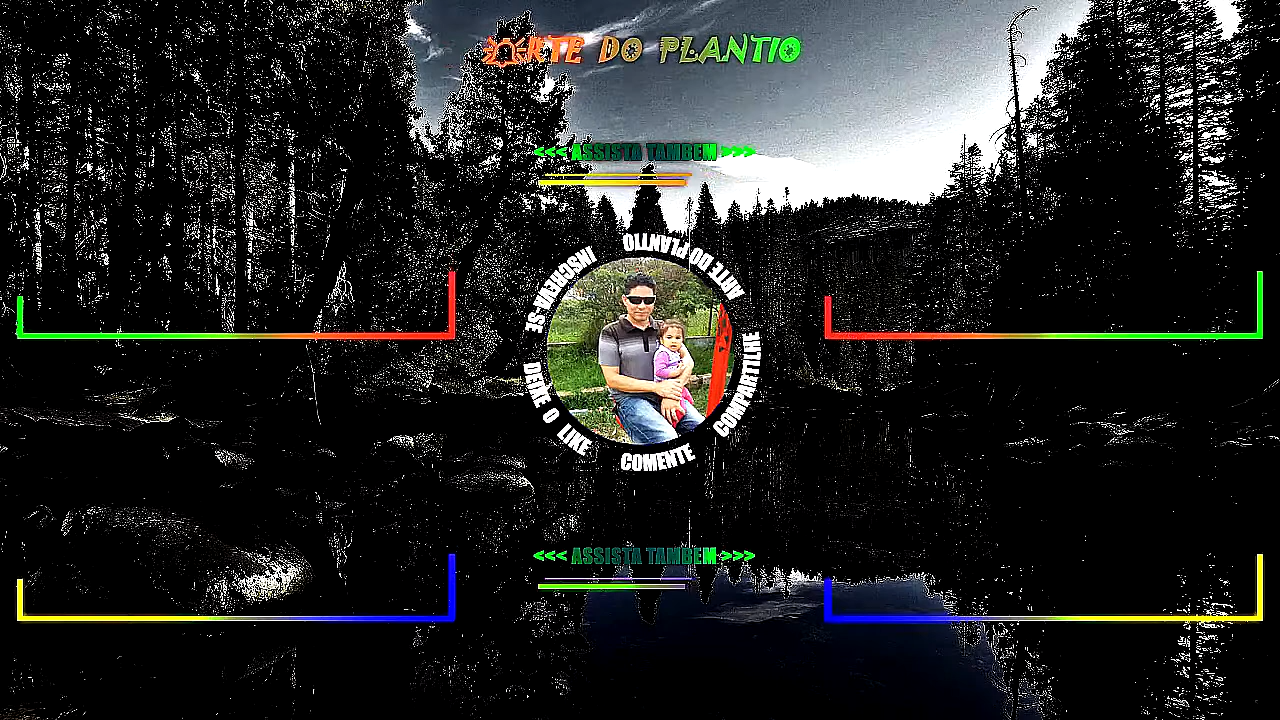 ARTE DO PLANTIO
<<< ASSISTA TAMBEM >>>
INSCREVA-SE
ARTE DO PLANTIO
COMPARTILHE
COMENTE
DEIXE O LIKE
<<< ASSISTA TAMBEM >>>